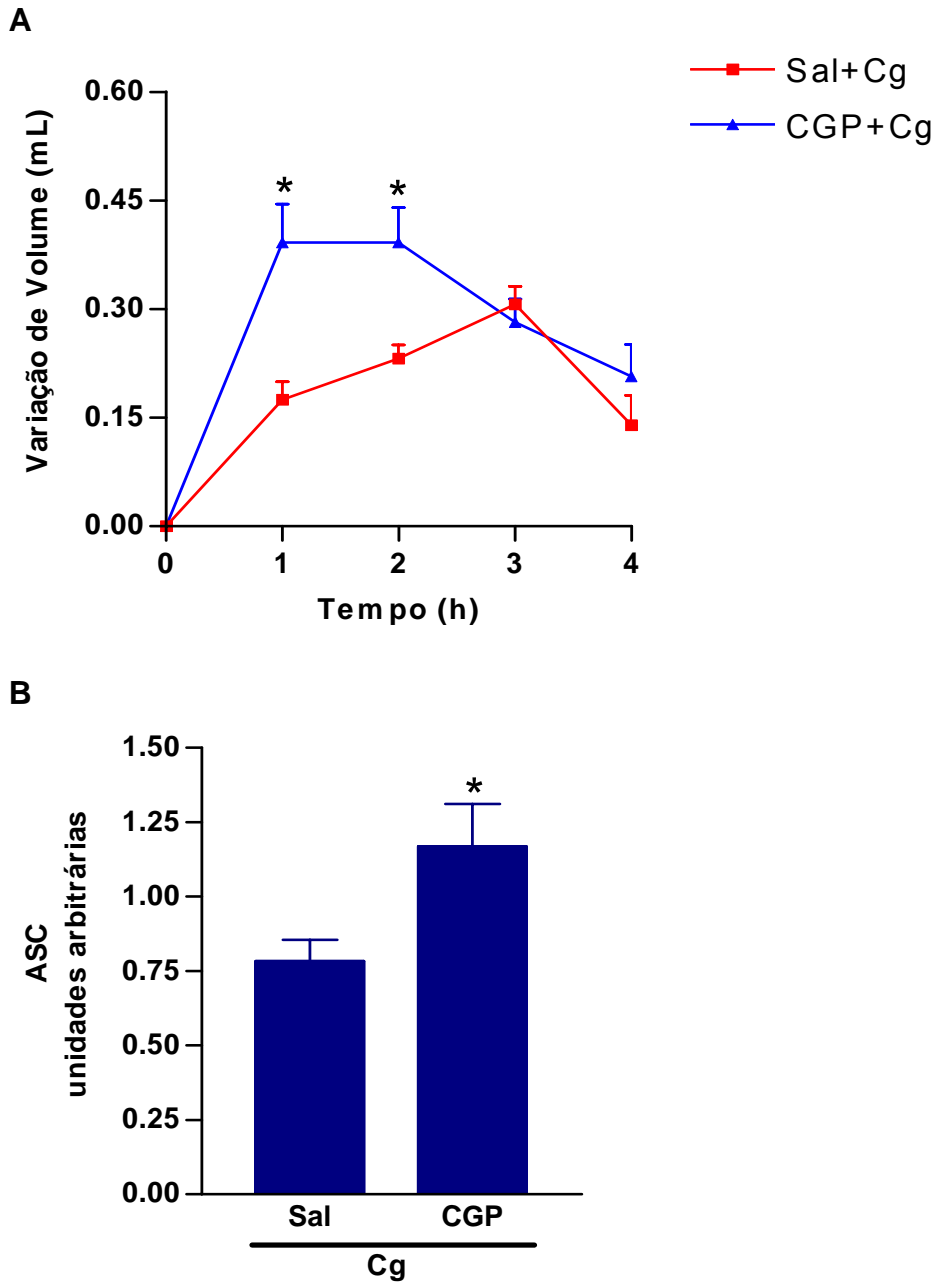 A
Sal+Cg
CGP+Cg
Variação de Volume (mL)
0.60
0.45
0.30
0.15
0.00
* *
0 1 2 3 4
Tempo (h)
B
ASC
unidades arbitrárias
1.50
1.25
1.00
0.75
0.50
0.25
0.00
*
Sal CGP
Cg